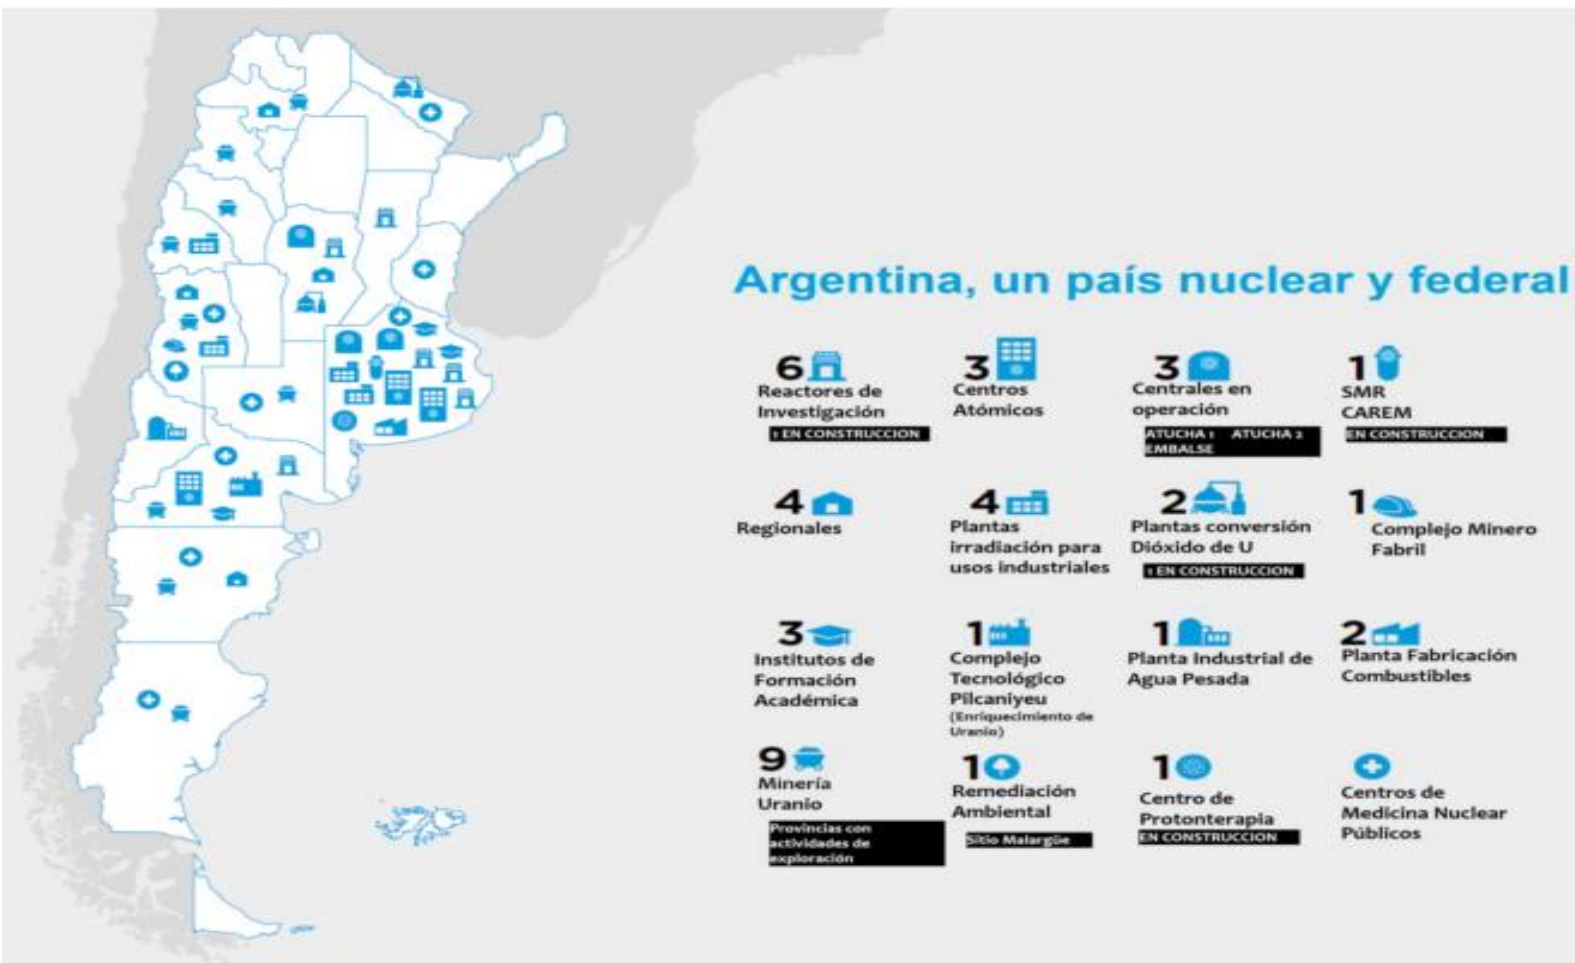 Argentina, un país nuclear y federal
6
Reactores de
Investigación
1 EN CONSTRUCCION
3
Centros
Atómicos
3
Centrales en
operación
ATUCHA 1 ATUCHA 2
EMBALSE
1
SMR
CAREM
EN CONSTRUCCION
4
Regionales
4
Plantas
irradiación para
usos industriales
2
Plantas conversión
Dióxido de U
1 EN CONSTRUCCION
1
Complejo Minero
Fabril
3
Institutos de
Formación
Académica
1
Complejo
Tecnológico
Pilcaniyeu
(Enriquecimiento de
Uranio)
1
Planta Industrial de
Agua Pesada
2
Planta Fabricación
Combustibles
9
Minería
Uranio
Provincias con
actividades de
exploración
1
Remediación
Ambiental
Sitio Malargüe
1
Centro de
Protonterapia
EN CONSTRUCCION
Centros de
Medicina Nuclear
Públicos